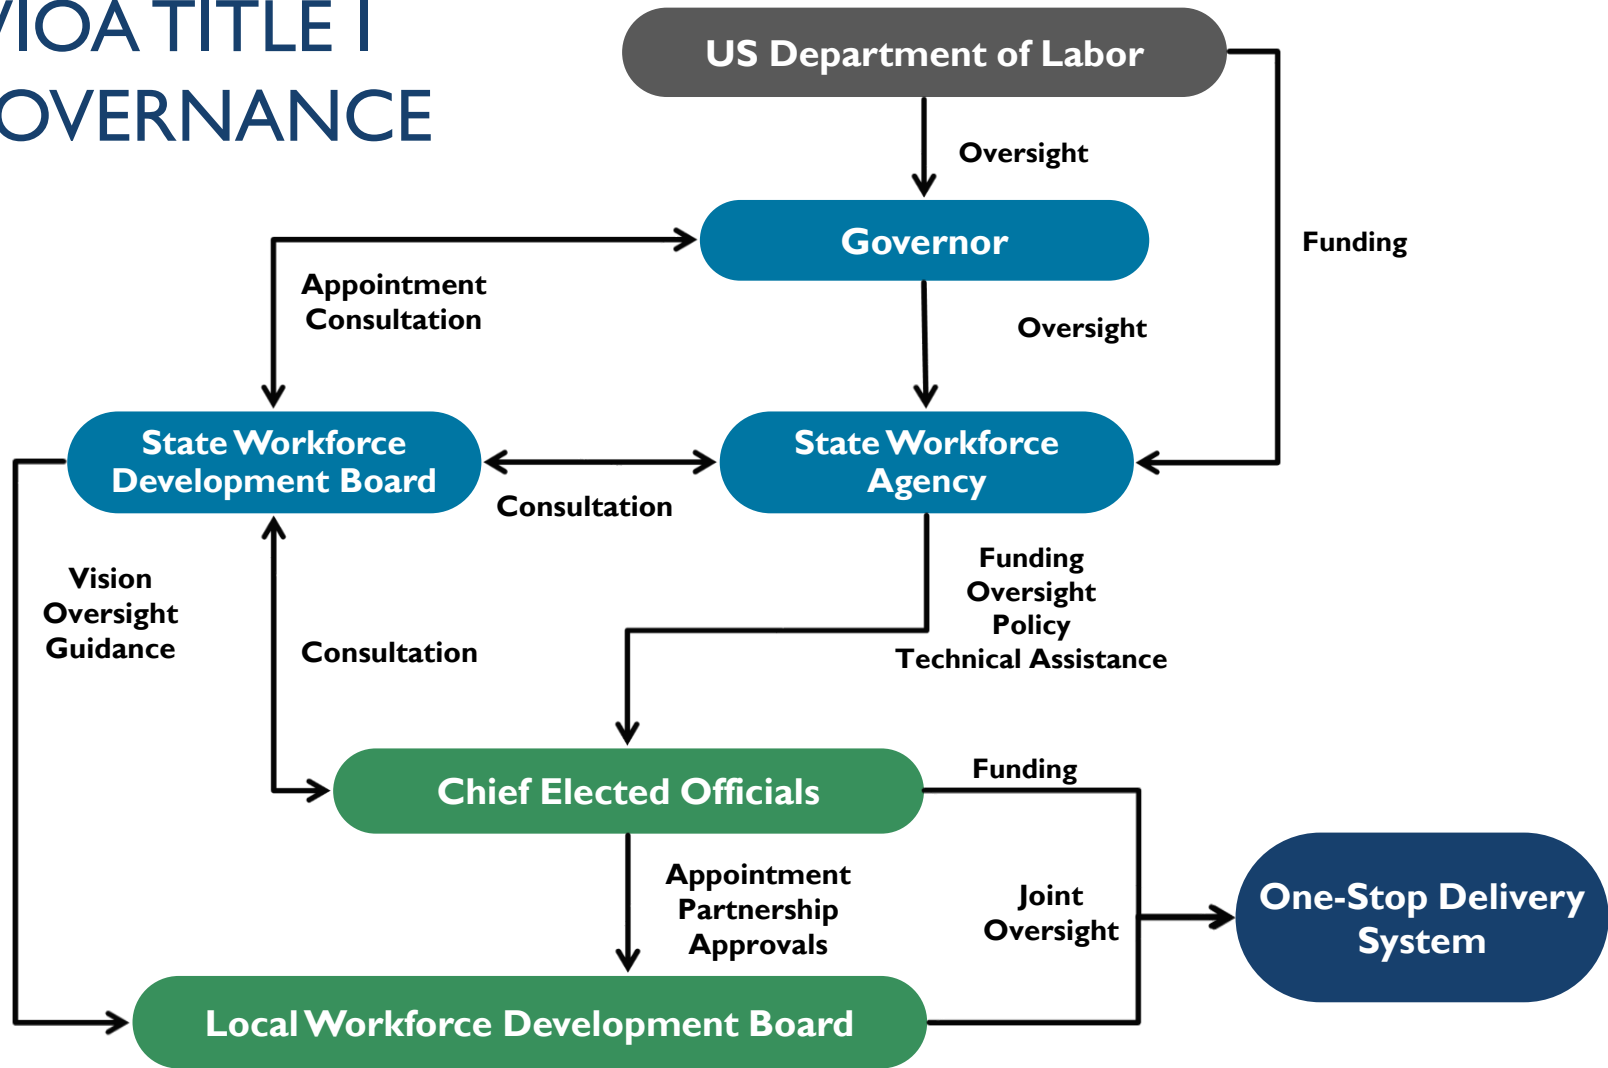 VIOA TITLE I
OVERNANCE
US Department of Labor
Oversight
Governor
Funding
Appointment
Consultation
Oversight
State Workforce
Development Board
State Workforce
Agency
Consultation
Vision
Oversight
Guidance
Consultation
Funding
Oversight
Policy
Technical Assistance
Chief Elected Officials
Funding
Appointment
Partnership
Approvals
Joint
Oversight
One-Stop Delivery
System
Local Workforce Development Board